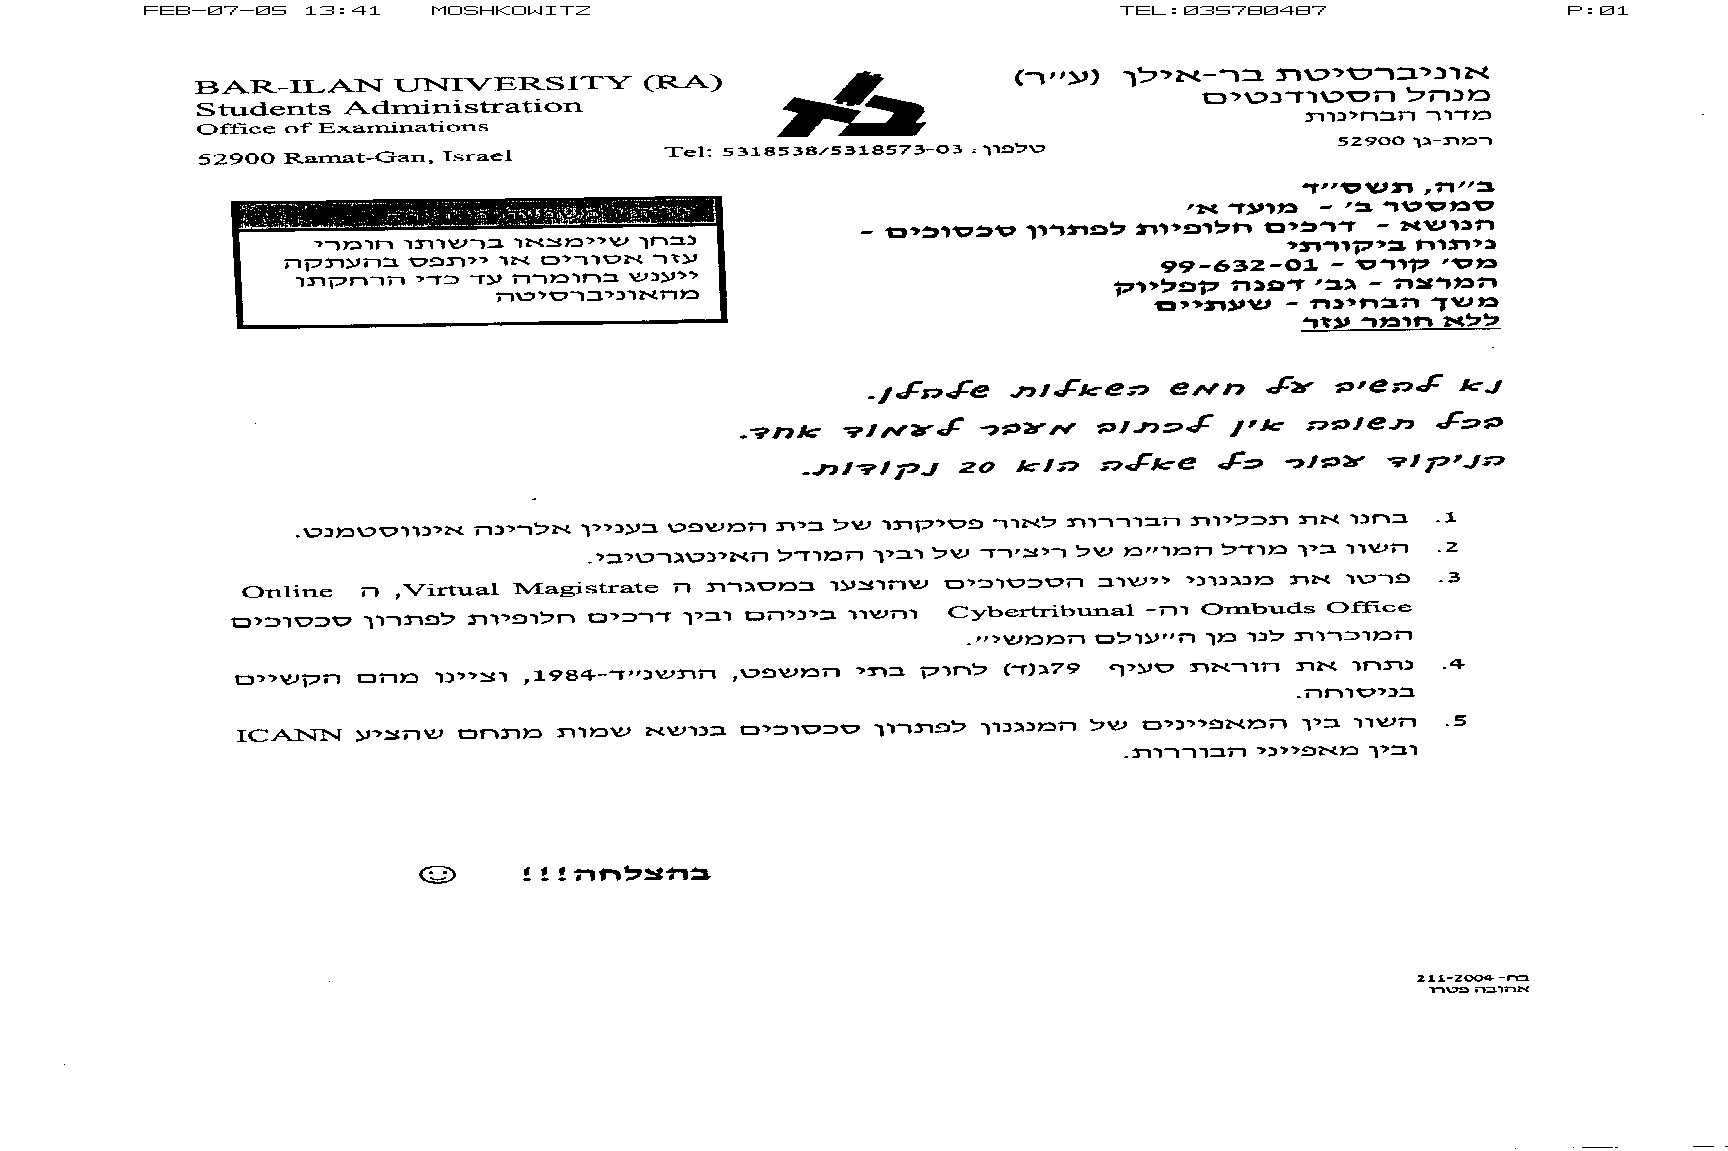 FEB-07-05 13:41 MOSHKOWITZ TEL:035780487 P:01
אוניברסיטת בר-אילן (ע״ר)
מנהל הסטודנטים
מדור הבחינות
רמת-גן 52900
BAR-ILAN UNIVERSITY (RA)
Students Administration
Office of Examinations
52900 Ramat-Gan, Israel
Tel: 5318538/5318573-03 : טלפון
ב״ה, תשס״ד
סמסטר ב׳ - מועד א׳
הנושא - דרכים חלופיות לפתרון סכסוכים -
ניתוח ביקורתי
מס׳ קורס - 99-632-01
המרצה - גב׳ דפנה קפליוק
משך הבחינה - שעתיים
ללא חומר עזר
נבחן שיימצאו ברשותו חומרי
עזר אסורים או ייתפס בהעתקה
ייענש בחומרה עד כדי הרחקתו
מהאוניברסיטה
נא להשיב על חמש השאלות שלהלן.
בכל תשובה אין לכתוב מעבר לעמוד אחד.
הניקוד עבור כל שאלה הוא 20 נקודות.
1. בחנו את תכליות הבוררות לאור פסיקתו של בית המשפט בעניין אלרינה אינווסטמנט.
2. השוו בין מודל המו״מ של ריצ׳רד של ובין המודל האינטגרטיבי.
3. פרטו את מנגנוני יישוב הסכסוכים שהוצעו במסגרת ה Virtual Magistrate, ה Online
Ombuds Office וה- Cybertribunal והשוו ביניהם ובין דרכים חלופיות לפתרון סכסוכים
המוכרות לנו מן ה״עולם הממשי״.
4. נתחו את הוראת סעיף 79ג(ד) לחוק בתי המשפט, התשנ״ד-1984, וציינו מהם הקשיים
בניסוחה.
5. השוו בין המאפיינים של המנגנון לפתרון סכסוכים בנושא שמות מתחם שהציע ICANN
ובין מאפייני הבוררות.
בהצלחה!!!
בח- 211-2004
אהובה פטרו